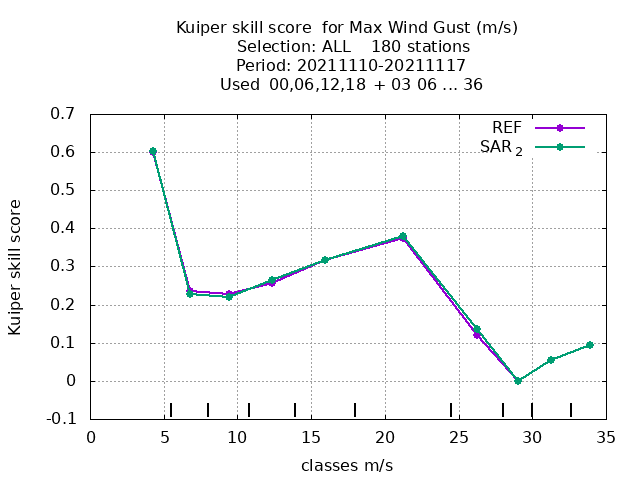 Kuiper skill score  for Max Wind Gust (m/s)
Selection: ALL    180 stations
Period: 20211110-20211117
Used  00,06,12,18  + 03 06 ... 36
REF
SAR 2
0.7
0.6
0.5
0.4
0.3
0.2
0.1
0
-0.1
Kuiper skill score
0 5 10 15 20 25 30 35
classes m/s